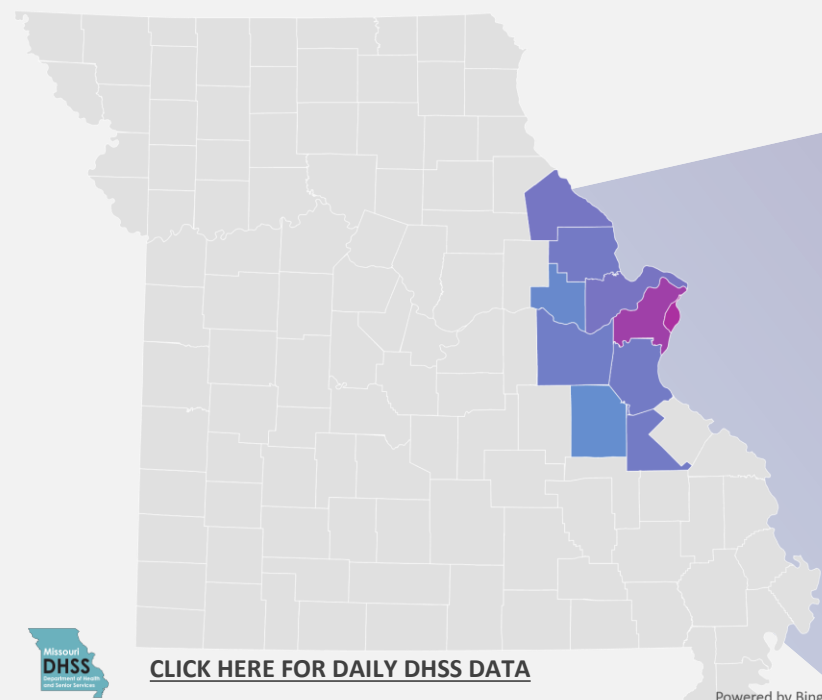 Missouri
DHSS
Department of Health
and Senior Services
CLICK HERE FOR DAILY DHSS DATA
Powered by Bing